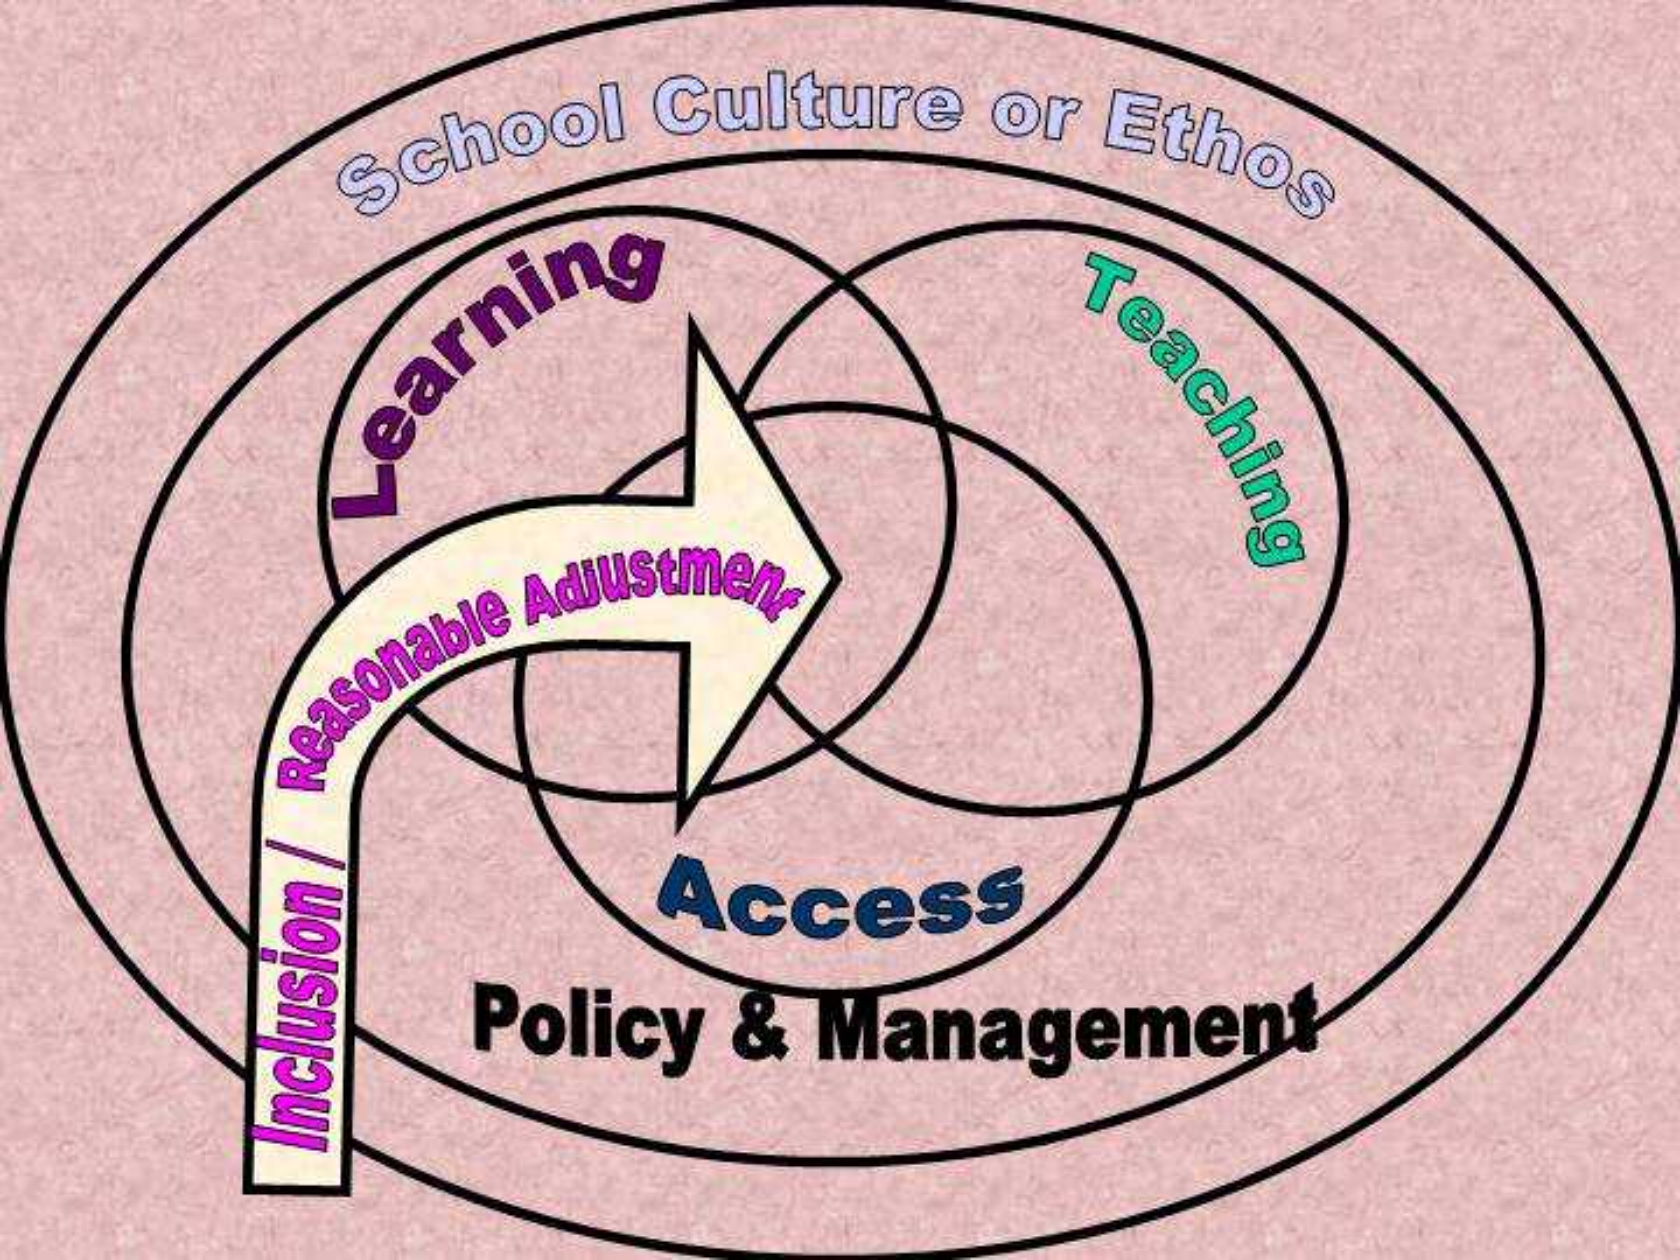 School Culture or Ethos
Learning
Teaching
Inclusion / Reasonable Adjustment
Access
Policy & Management